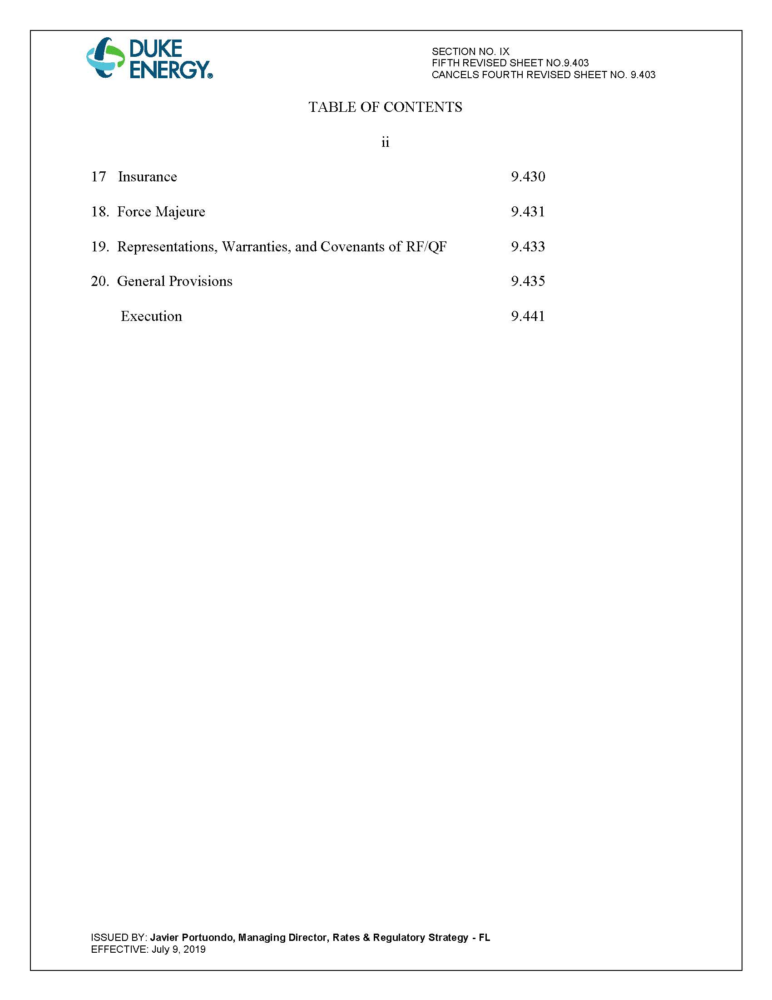 DUKE
ENERGY®
SECTION NO. IX
FIFTH REVISED SHEET NO.9.403
CANCELS FOURTH REVISED SHEET NO. 9.403
TABLE OF CONTENTS
ii
17 Insurance 9.430
18. Force Majeure 9.431
19. Representations, Warranties, and Covenants of RF/QF 9.433
20. General Provisions 9.435
Execution 9.441
ISSUED BY: Javier Portuondo, Managing Director, Rates & Regulatory Strategy - FL
EFFECTIVE: July 9, 2019